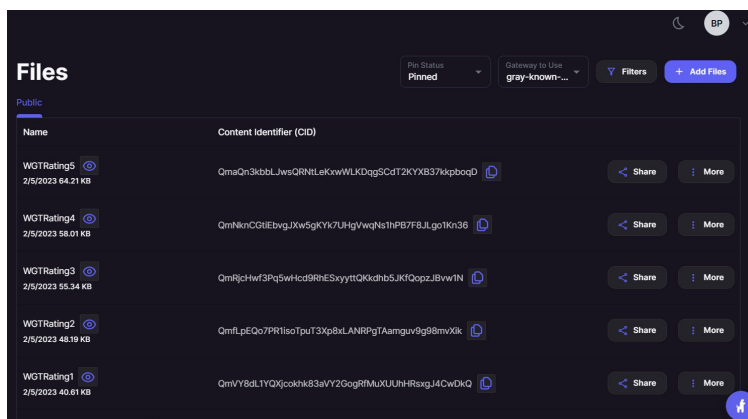 BP
Files
Pin Status
Pinned
Gateway to Use
gray-known-...
Filters
+ Add Files
Public
Name Content Identifier (CID)
WGTRating5
QmaQn3kbbLJwsQRNtLeKxwWLKDqgSCdT2KYXB37kkpboqD Share More
2/5/2023 64.21 KB
WGTRating4
QmNknCGtiEbvgJXw5gKYk7UHgVwqNs1hPB7F8JLgo1Kn36 Share More
2/5/2023 58.01 KB
WGTRating3
QmRjcHwf3Pq5wHcd9RhESxyyttQKkdhb5JKfQopzJBvw1N Share More
2/5/2023 55.34 KB
WGTRating2
QmfLpEQo7PR1isoTpuT3Xp8xLANRPgTAamguv9g98mvXik Share More
2/5/2023 48.19 KB
WGTRating1
QmVY8dL1YQXjcokhk83aVY2GogRfMuXUUhHRsxgJ4CwDkQ Share More
2/5/2023 40.61 KB